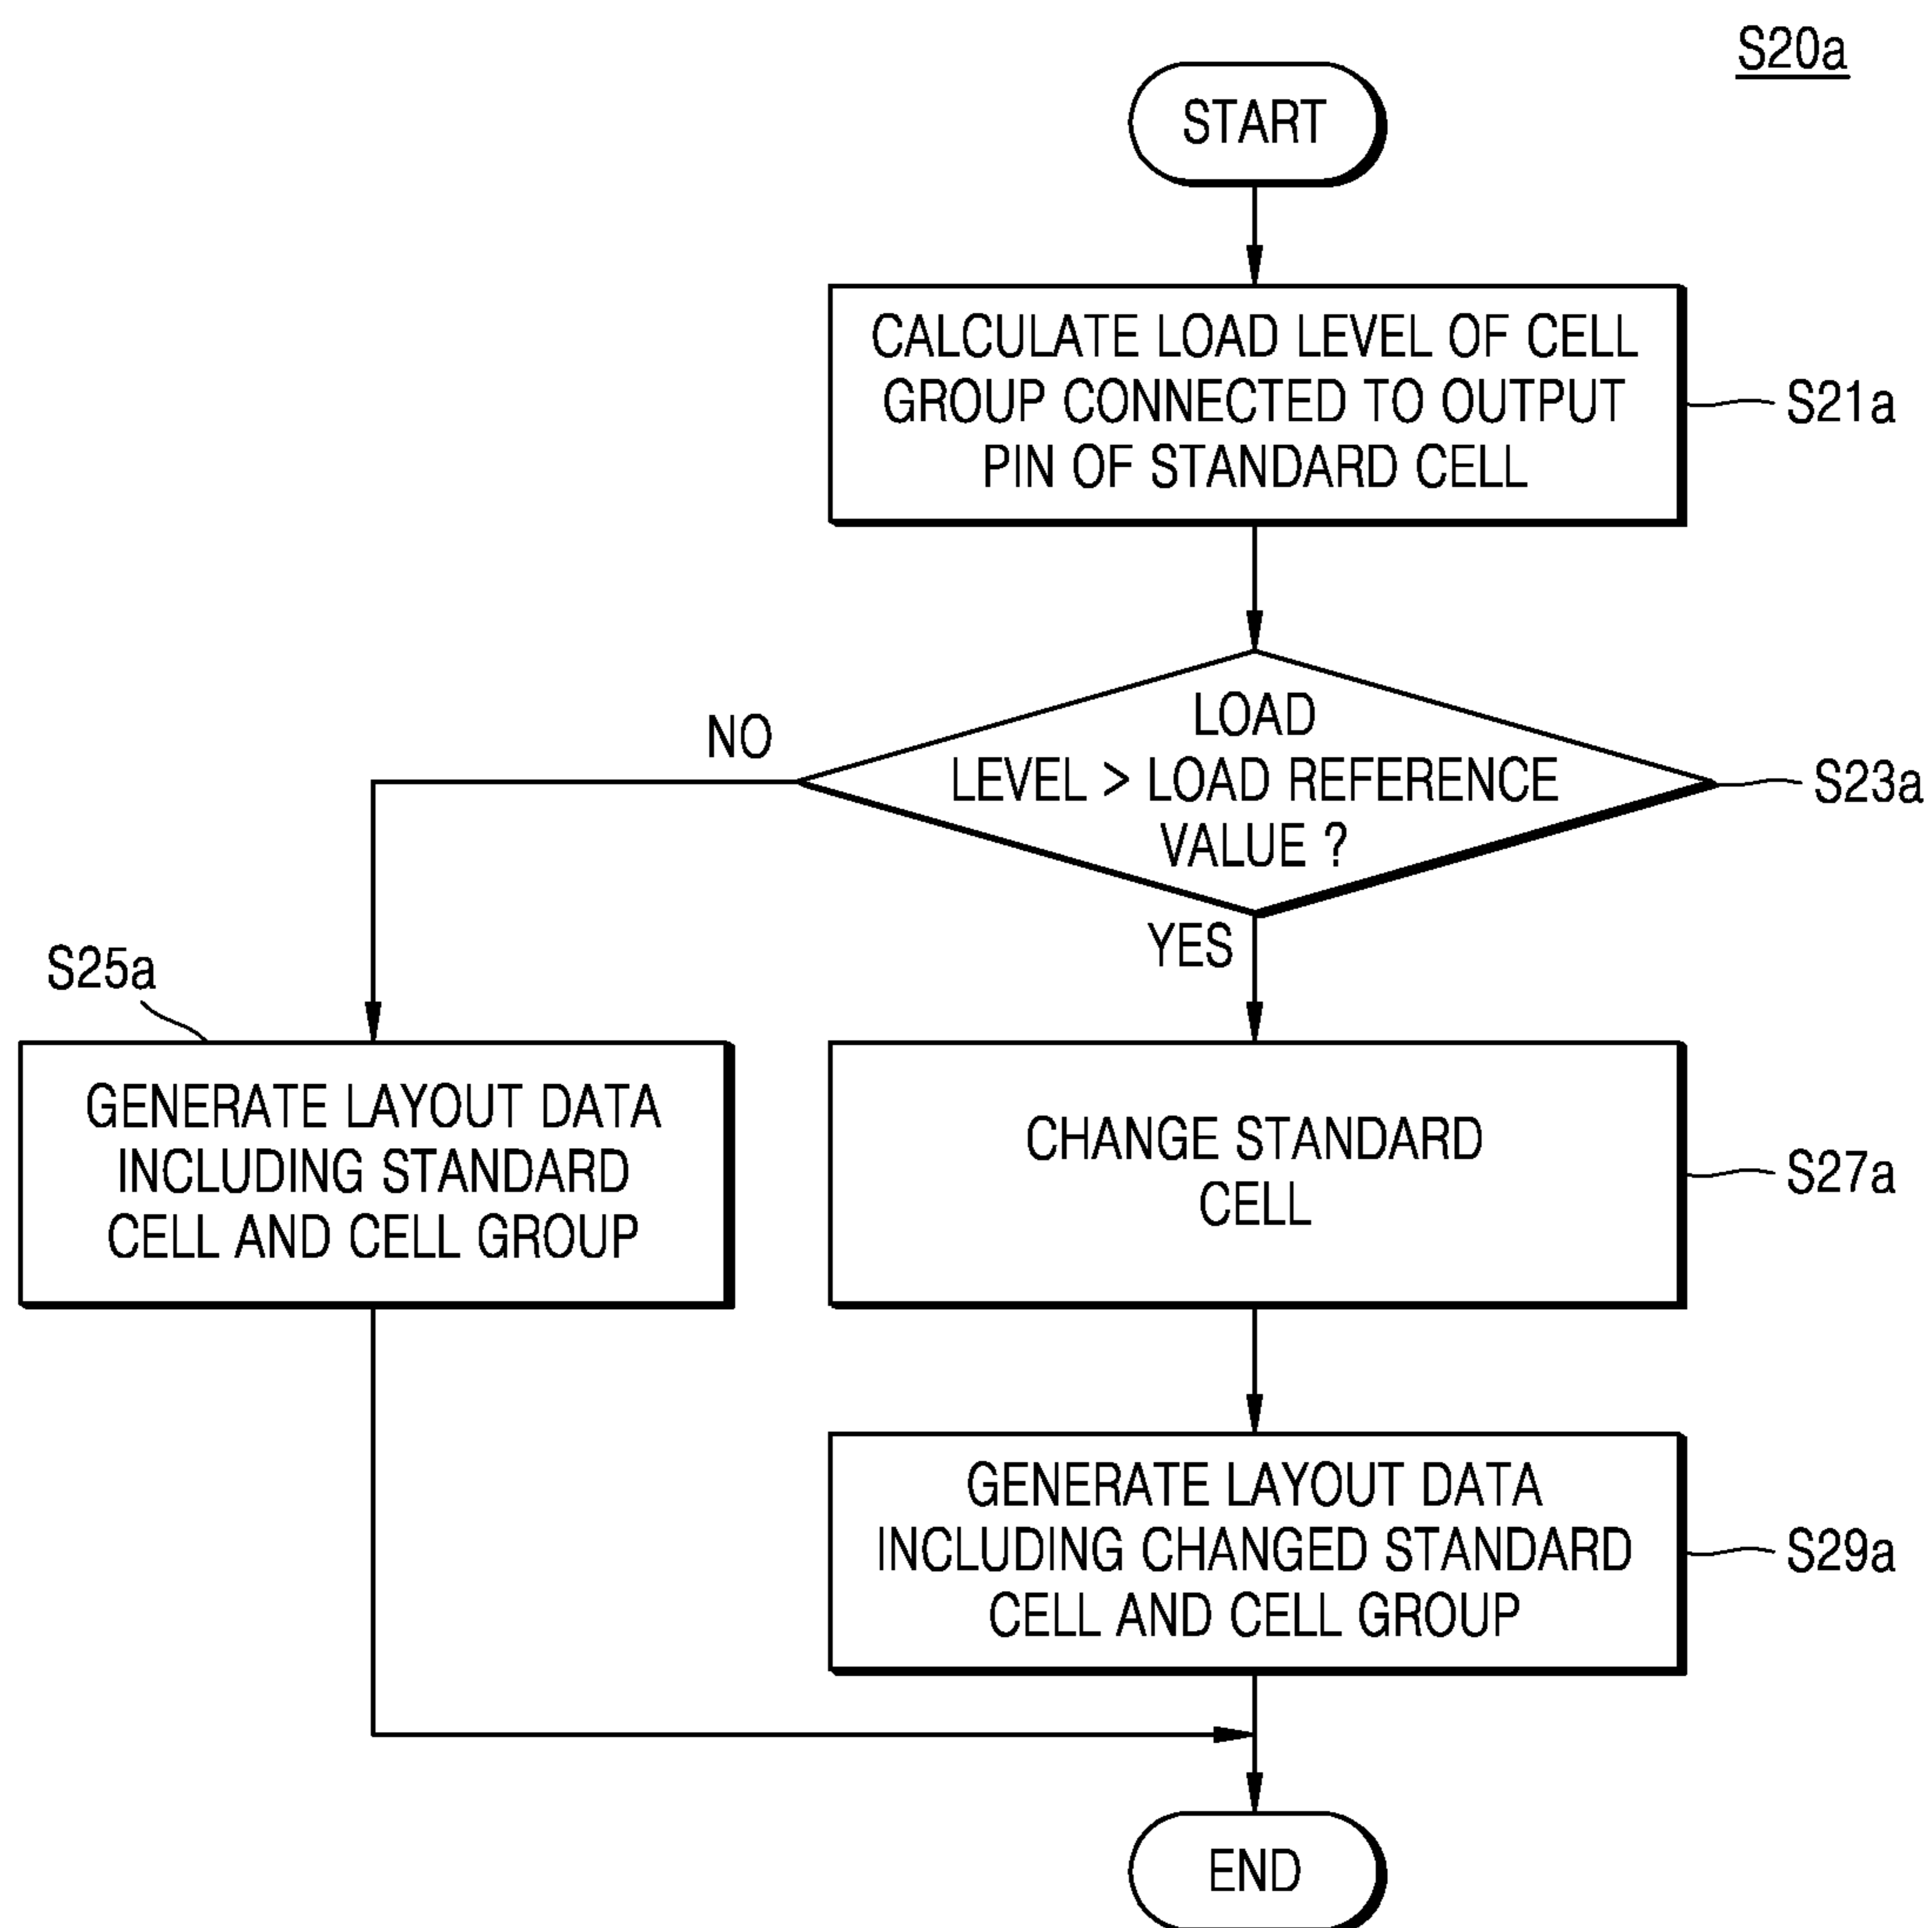 S20a
START
CALCULATE LOAD LEVEL OF CELL
GROUP CONNECTED TO OUTPUT
PIN OF STANDARD CELL
S21a
LOAD
LEVEL > LOAD REFERENCE
VALUE ?
S23a
NO
YES
S25a
GENERATE LAYOUT DATA
INCLUDING STANDARD
CELL AND CELL GROUP
CHANGE STANDARD
CELL
S27a
GENERATE LAYOUT DATA
INCLUDING CHANGED STANDARD
CELL AND CELL GROUP
S29a
END